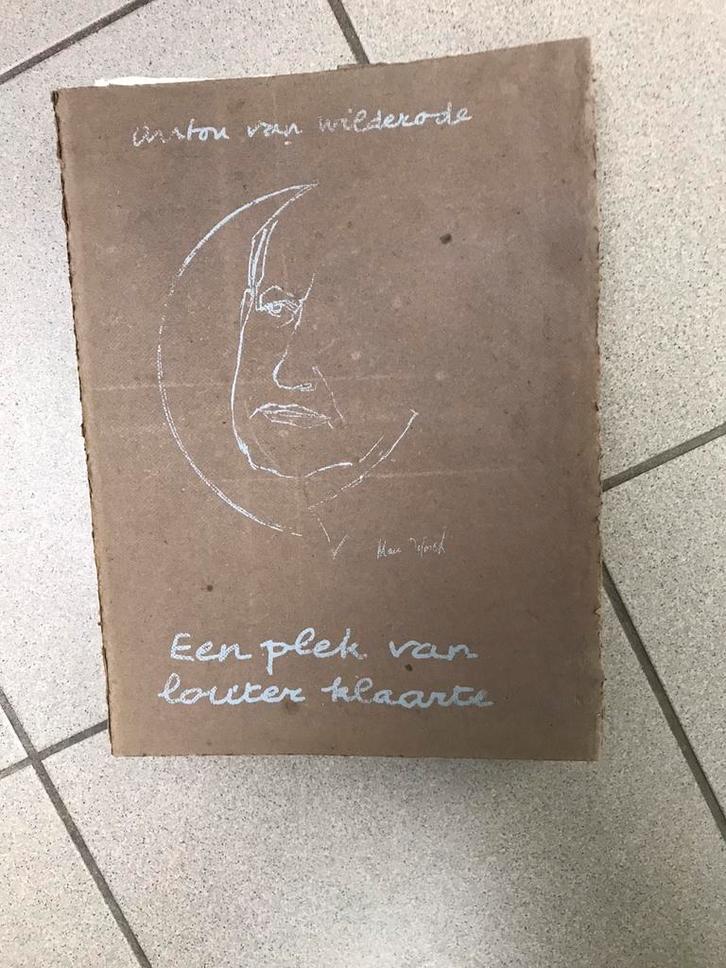 anton van wilderode
Een plek van
louter klaarte